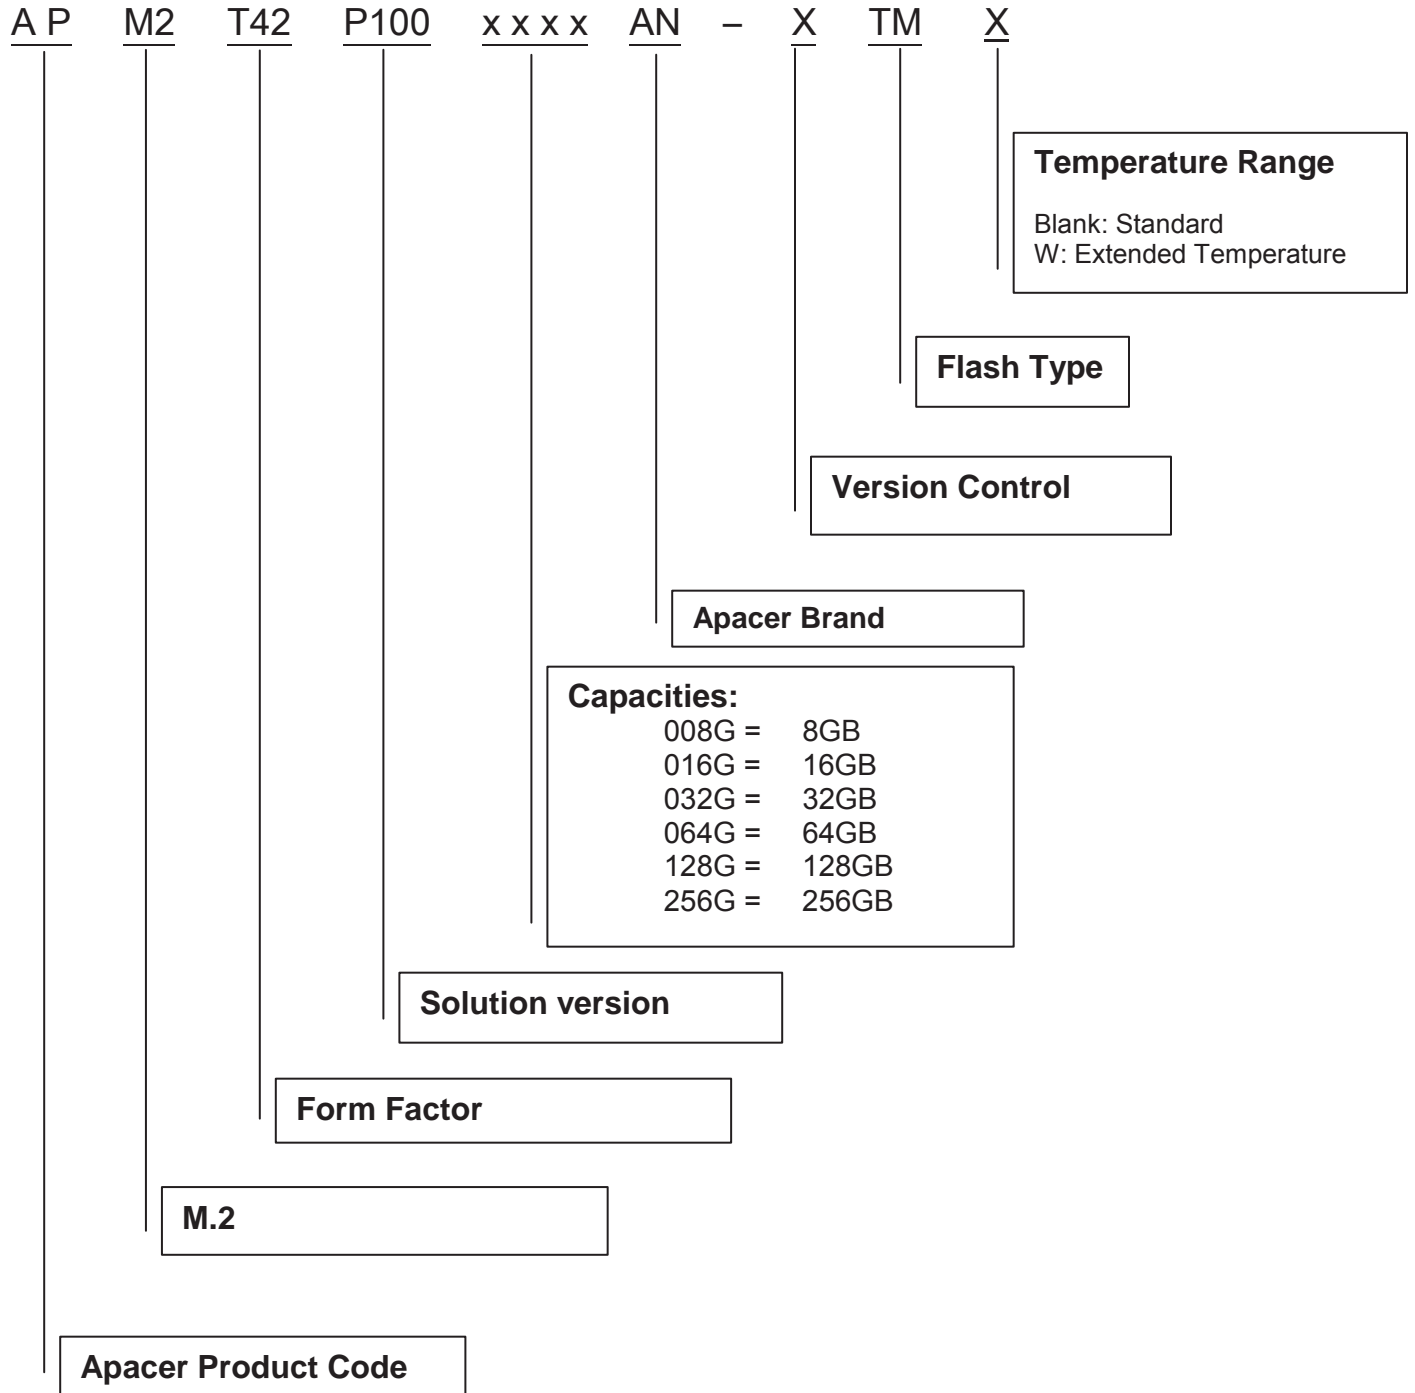 A P M2 T42 P100 x x x x AN – X TM X
Temperature Range
Blank: Standard
W: Extended Temperature
Flash Type
Version Control
Apacer Brand
Capacities:
008G = 8GB
016G = 16GB
032G = 32GB
064G = 64GB
128G = 128GB
256G = 256GB
Solution version
Form Factor
M.2
Apacer Product Code